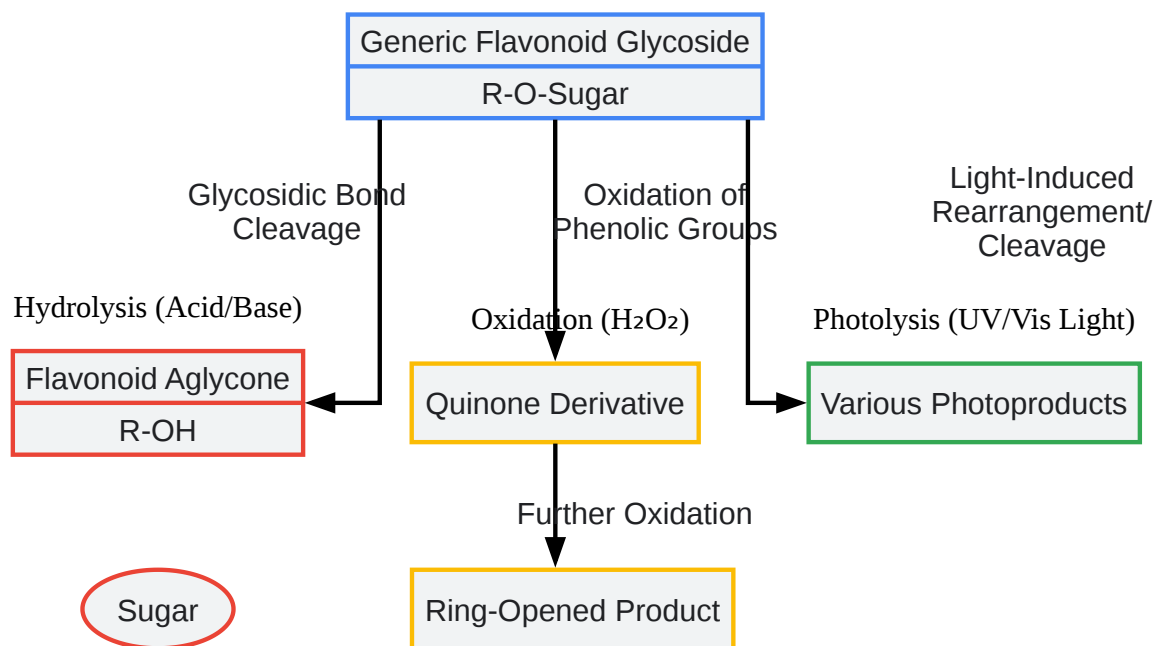 Generic Flavonoid Glycoside
R-O-Sugar
Glycosidic Bond
Cleavage
Oxidation of
Phenolic Groups
Light-Induced
Rearrangement/
Cleavage
Hydrolysis (Acid/Base)
Oxidation (H₂O₂)
Photolysis (UV/Vis Light)
Flavonoid Aglycone
R-OH
Quinone Derivative
Various Photoproducts
Further Oxidation
Sugar
Ring-Opened Product